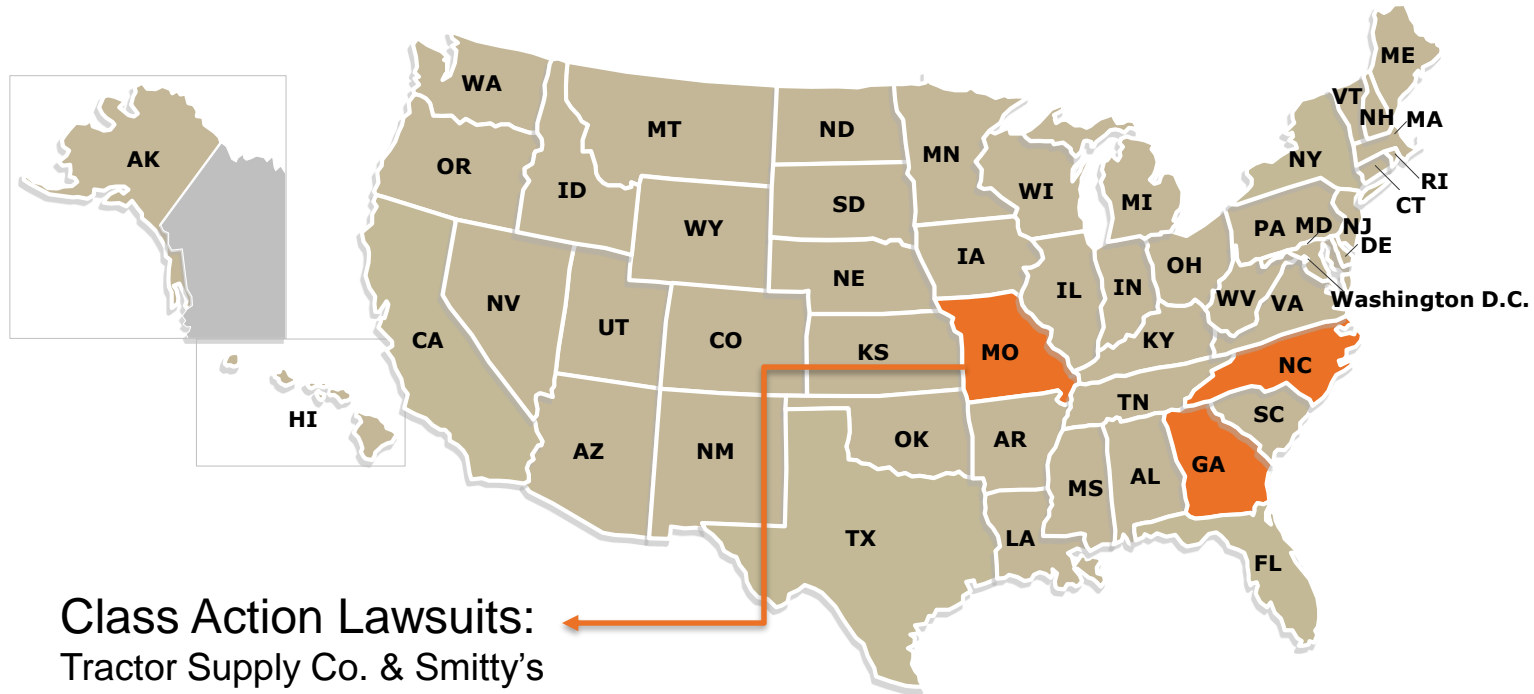 ME
WA
VT
NH
MA
MT
ND
AK
MN
NY
OR
WI
RI
ID
SD
MI
CT
WY
PA
MD
NJ
DE
IA
OH
NE
IL
IN
WV
VA
Washington D.C.
NV
UT
CA
CO
KS
MO
KY
NC
HI
TN
SC
AZ
NM
OK
AR
GA
MS
AL
TX
LA
FL
Class Action Lawsuits:
Tractor Supply Co. & Smitty's